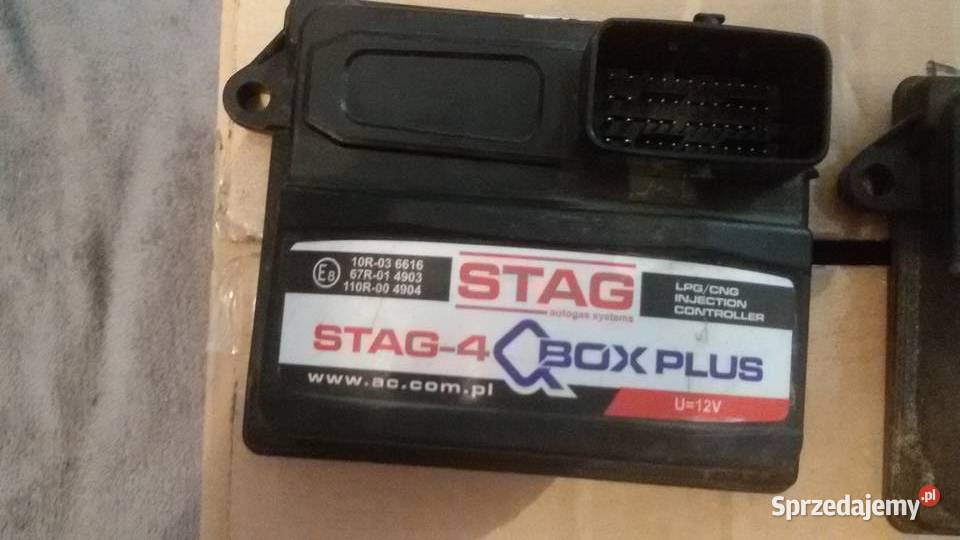 E8
10R-03 6616
67R-01 4903
110R-00 4904
STAG
autogas systems
LPG/CNG
INJECTION
CONTROLLER
STAG-4 QBOX PLUS
www.ac.com.pl
U=12V
Sprzedajemy.pl